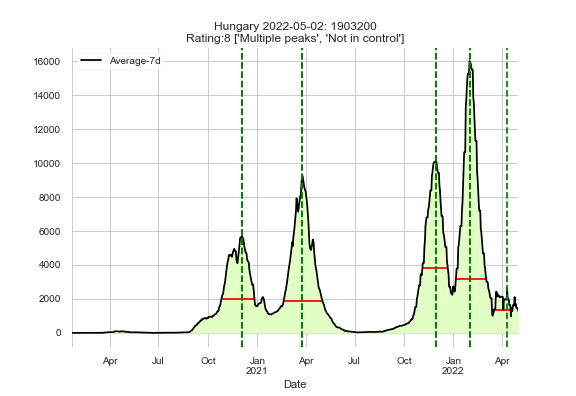 Hungary 2022-05-02: 1903200
Rating:8 ['Multiple peaks', 'Not in control']
Average-7d
16000
14000
12000
10000
8000
6000
4000
2000
0
Apr Jul Oct Jan Apr Jul Oct Jan Apr
2021 2022
Date